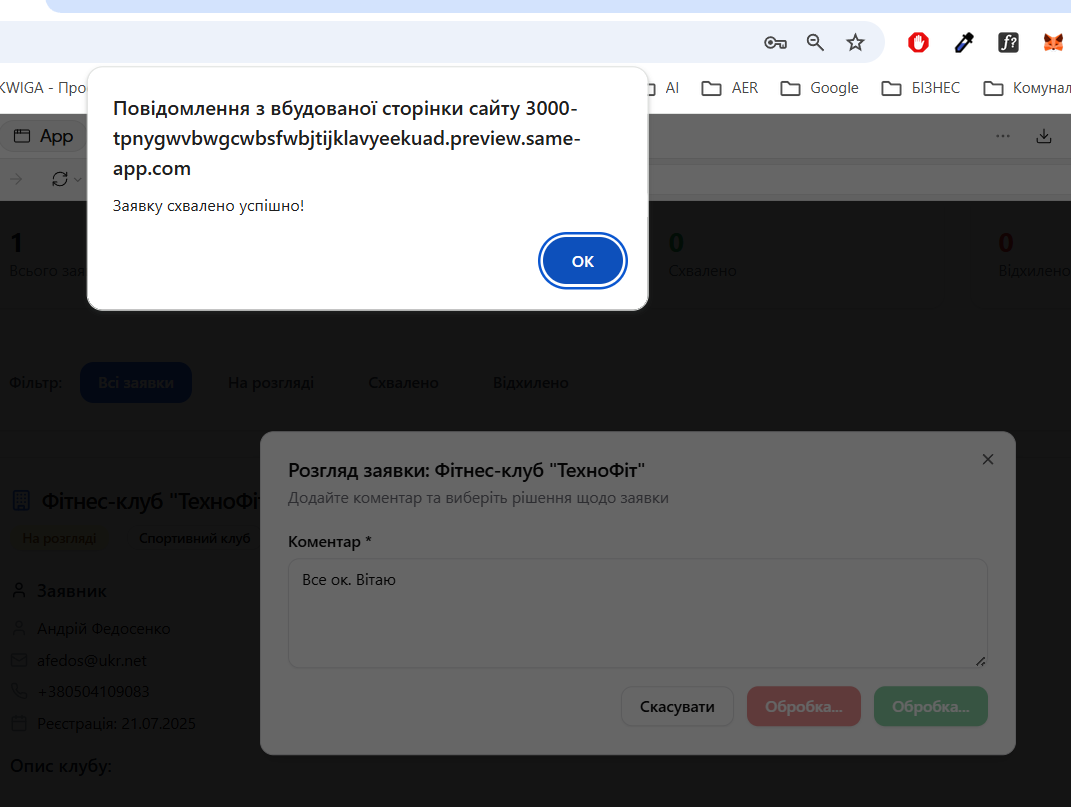 KWIGA - Про
AI
AER
Google
БІЗНЕС
Комунал
App
Повідомлення з вбудованої сторінки сайту 3000-
tpnygwvbwgcwbsfwbjtijklavyeekuad.preview.same-
app.com
Заявку схвалено успішно!
ОК
1
0
0
Всього зая
Схвалено
Відхилено
Фільтр:
Всі заявки
На розгляді
Схвалено
Відхилено
Фітнес-клуб "ТехноФіт
На розгляді
Спортивний клуб
Заявник
Андрій Федосенко
afedos@ukr.net
+380504109083
Реєстрація: 21.07.2025
Опис клубу:
Розгляд заявки: Фітнес-клуб "ТехноФіт"
Додайте коментар та виберіть рішення щодо заявки
Коментар *
Все ок. Вітаю
Скасувати
Обробка...
Обробка...